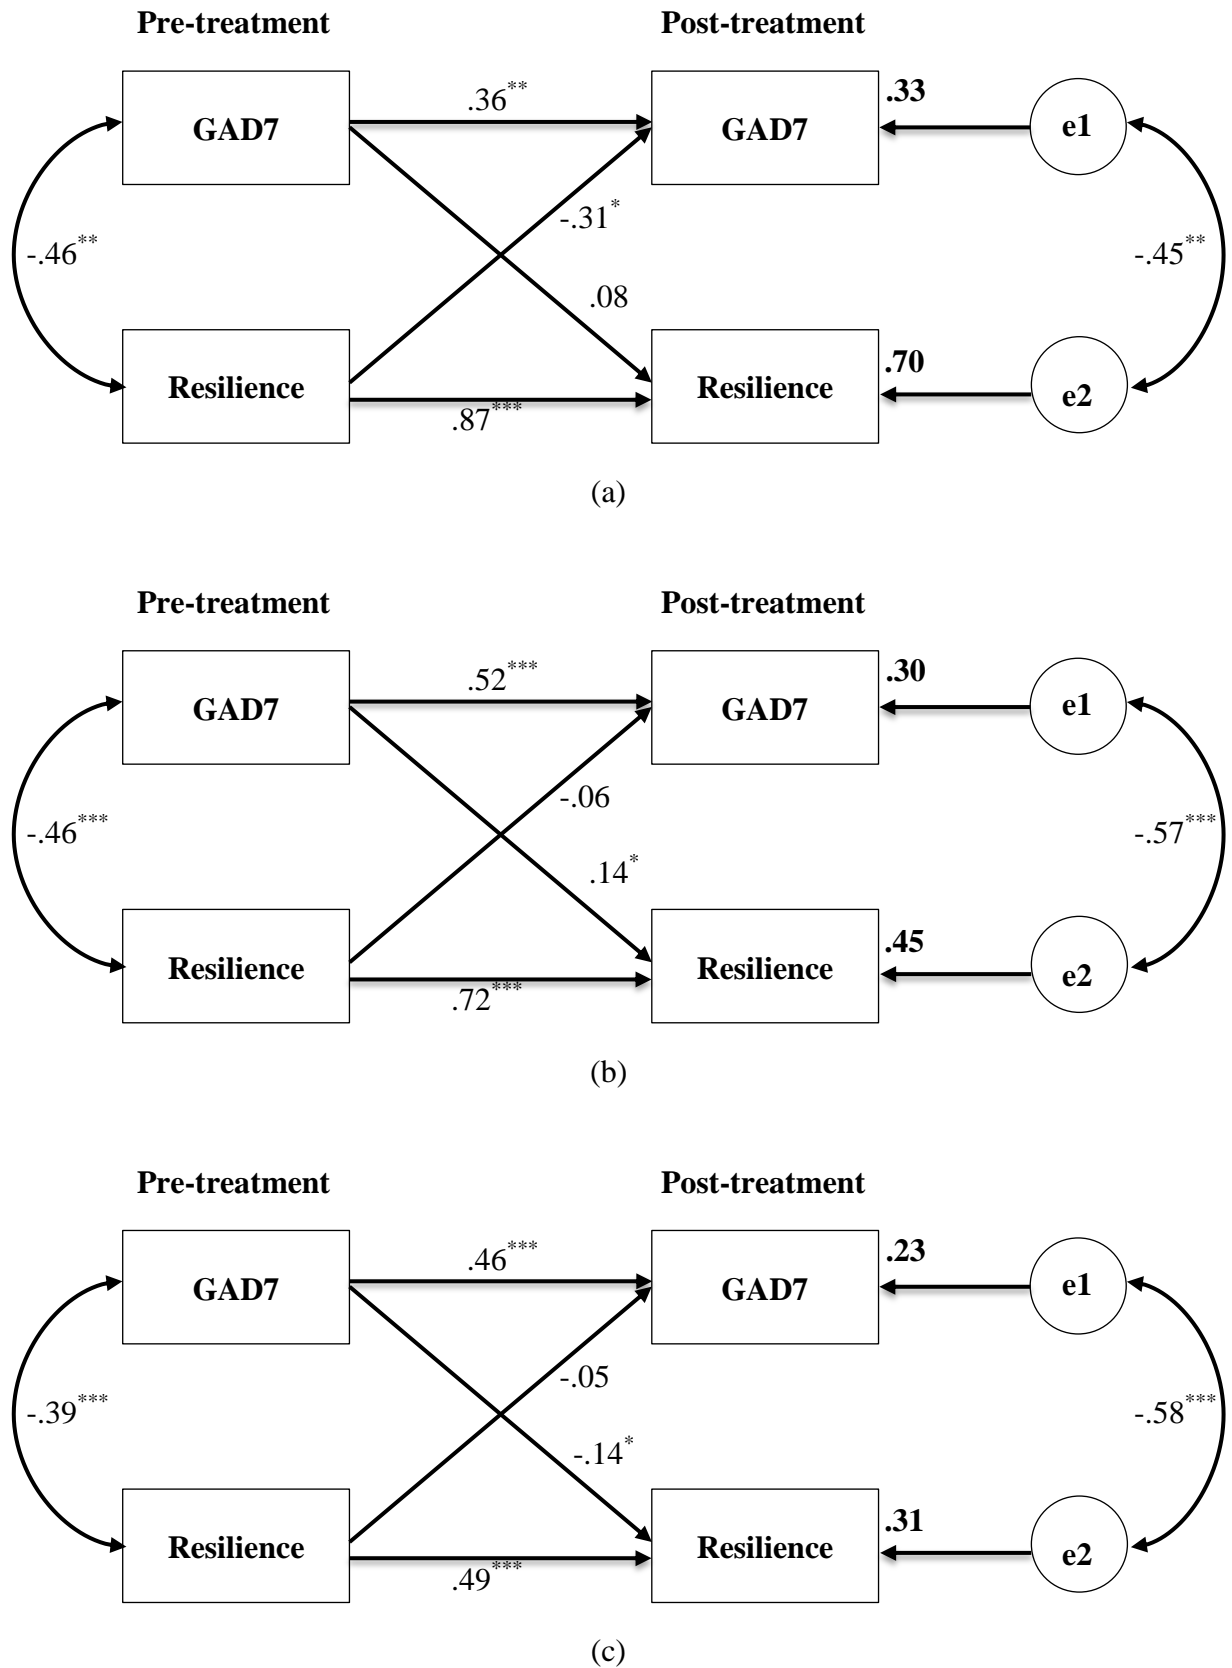 Pre-treatment Post-treatment
.36**
.33
GAD7 GAD7 e1
-.31*
-.46** -.45**
.08
.70
Resilience Resilience e2
.87***
(a)
Pre-treatment Post-treatment
.52***
.30
GAD7 GAD7 e1
-.06
-.46*** -.57***
.14*
.45
Resilience Resilience e2
.72***
(b)
Pre-treatment Post-treatment
.46***
.23
GAD7 GAD7 e1
-.05
-.39*** -.58***
-.14*
.31
Resilience Resilience e2
.49***
(c)